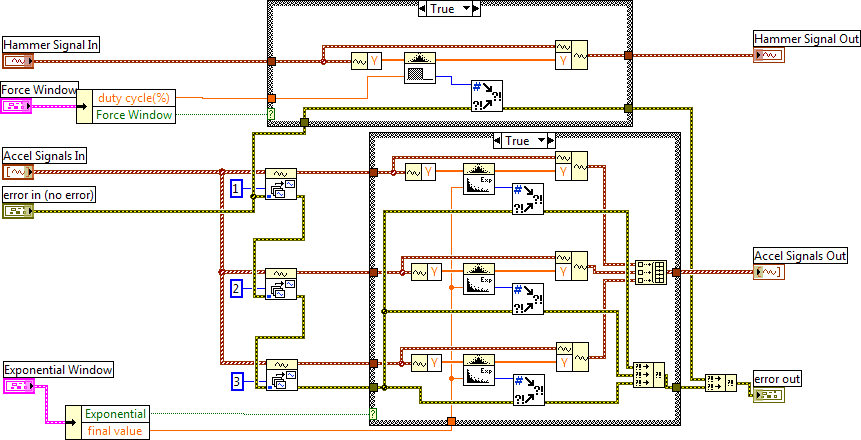 True
Hammer Signal In
Hammer Signal Out
Y
Y
Force Window
duty cycle(%)
Force Window
#
?!
?! ?!
?
True
Accel Signals In
1
Y
Exp
Y
#
?!
?! ?!
error in (no error)
2
Y
Exp
Y
#
?!
?! ?!
Accel Signals Out
3
Y
Exp
Y
#
?!
?! ?!
Exponential Window
error out
Exponential
final value
?